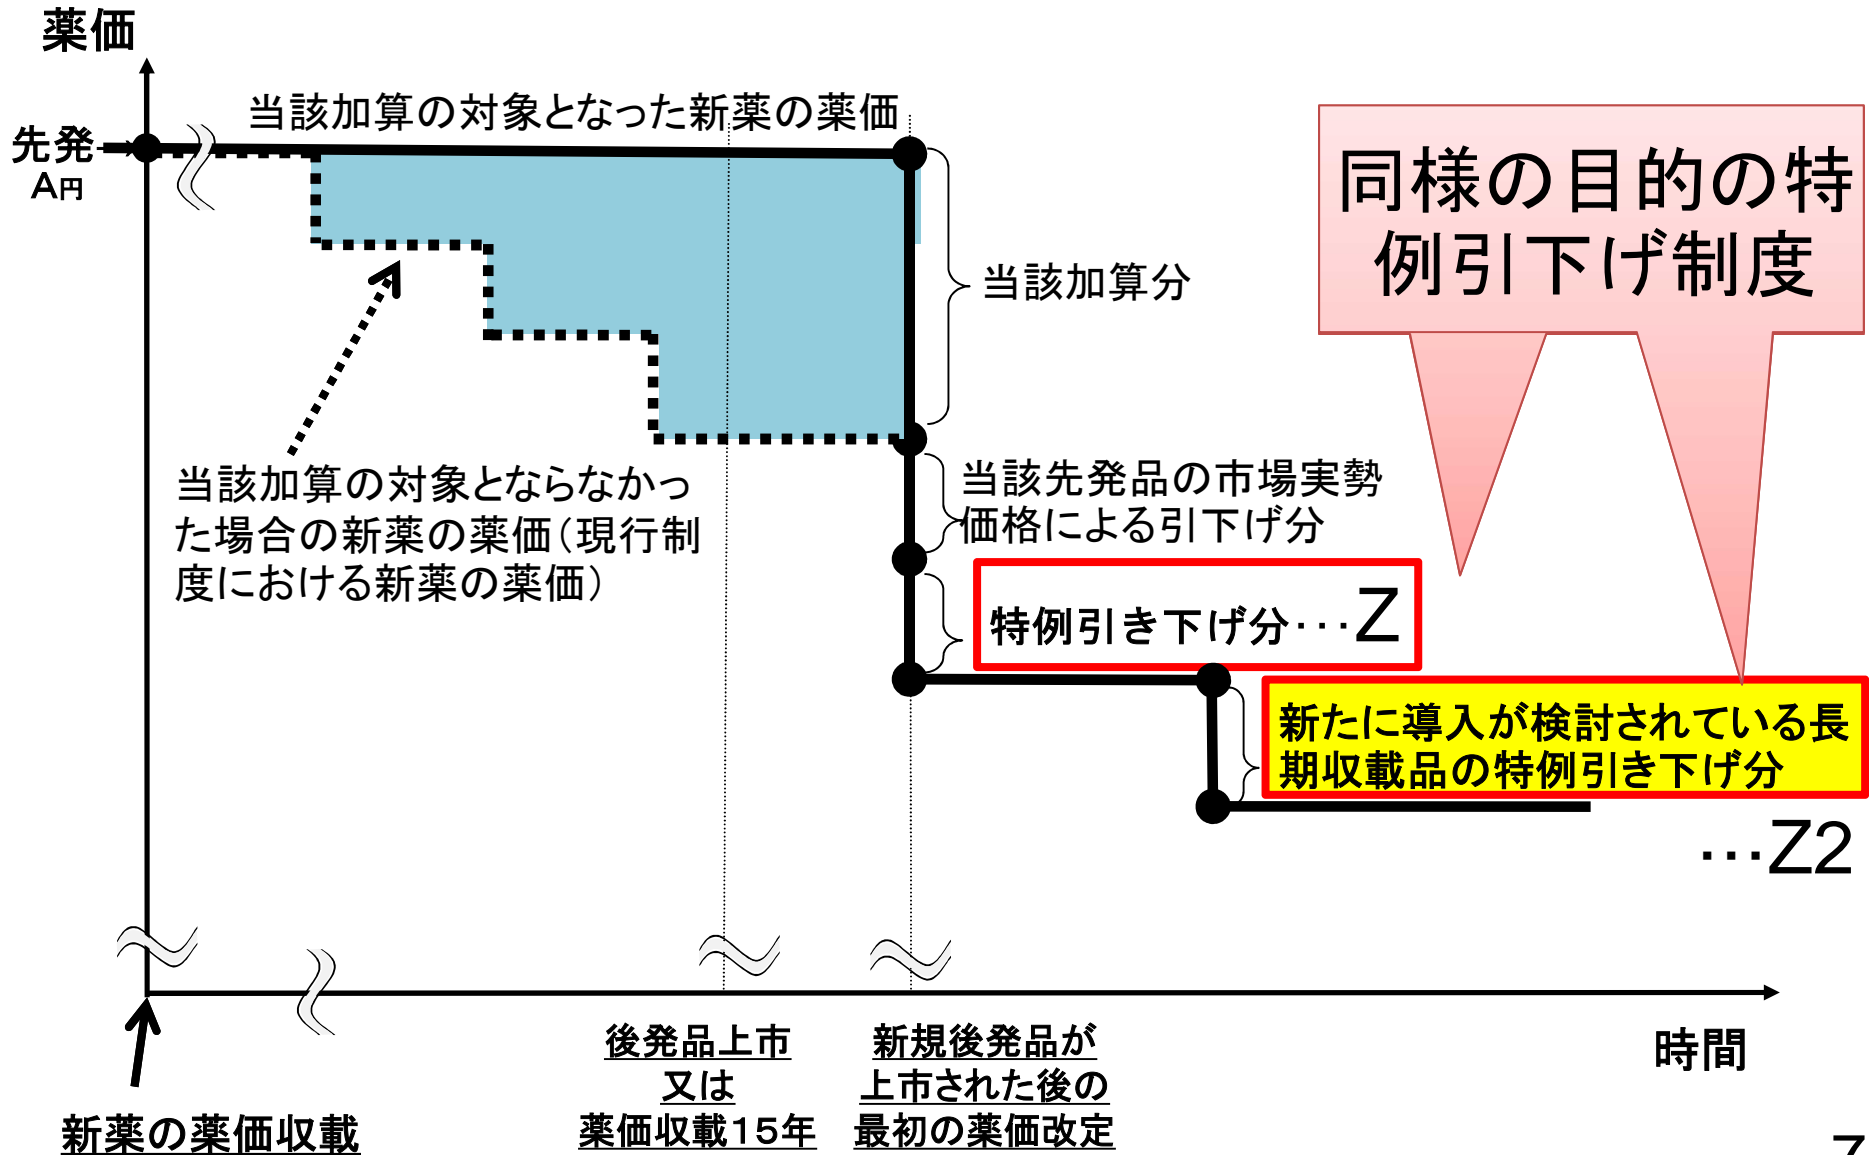 薬価
当該加算の対象となった新薬の薬価
先発
A円
同様の目的の特
例引下げ制度
当該加算分
当該加算の対象とならなかっ
た場合の新薬の薬価(現行制
度における新薬の薬価)
当該先発品の市場実勢
価格による引下げ分
特例引き下げ分…Z
新たに導入が検討されている長
期収載品の特例引き下げ分
…Z2
時間
後発品上市
又は
薬価収載15年
新規後発品が
上市された後の
最初の薬価改定
新薬の薬価収載